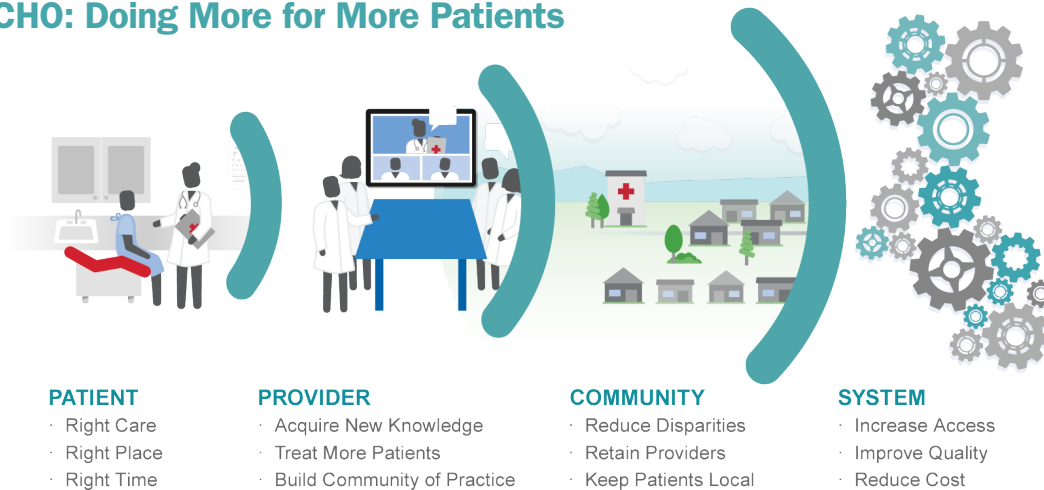 CHO: Doing More for More Patients
PATIENT
· Right Care
· Right Place
· Right Time
PROVIDER
· Acquire New Knowledge
· Treat More Patients
· Build Community of Practice
COMMUNITY
· Reduce Disparities
· Retain Providers
· Keep Patients Local
SYSTEM
· Increase Access
· Improve Quality
· Reduce Cost